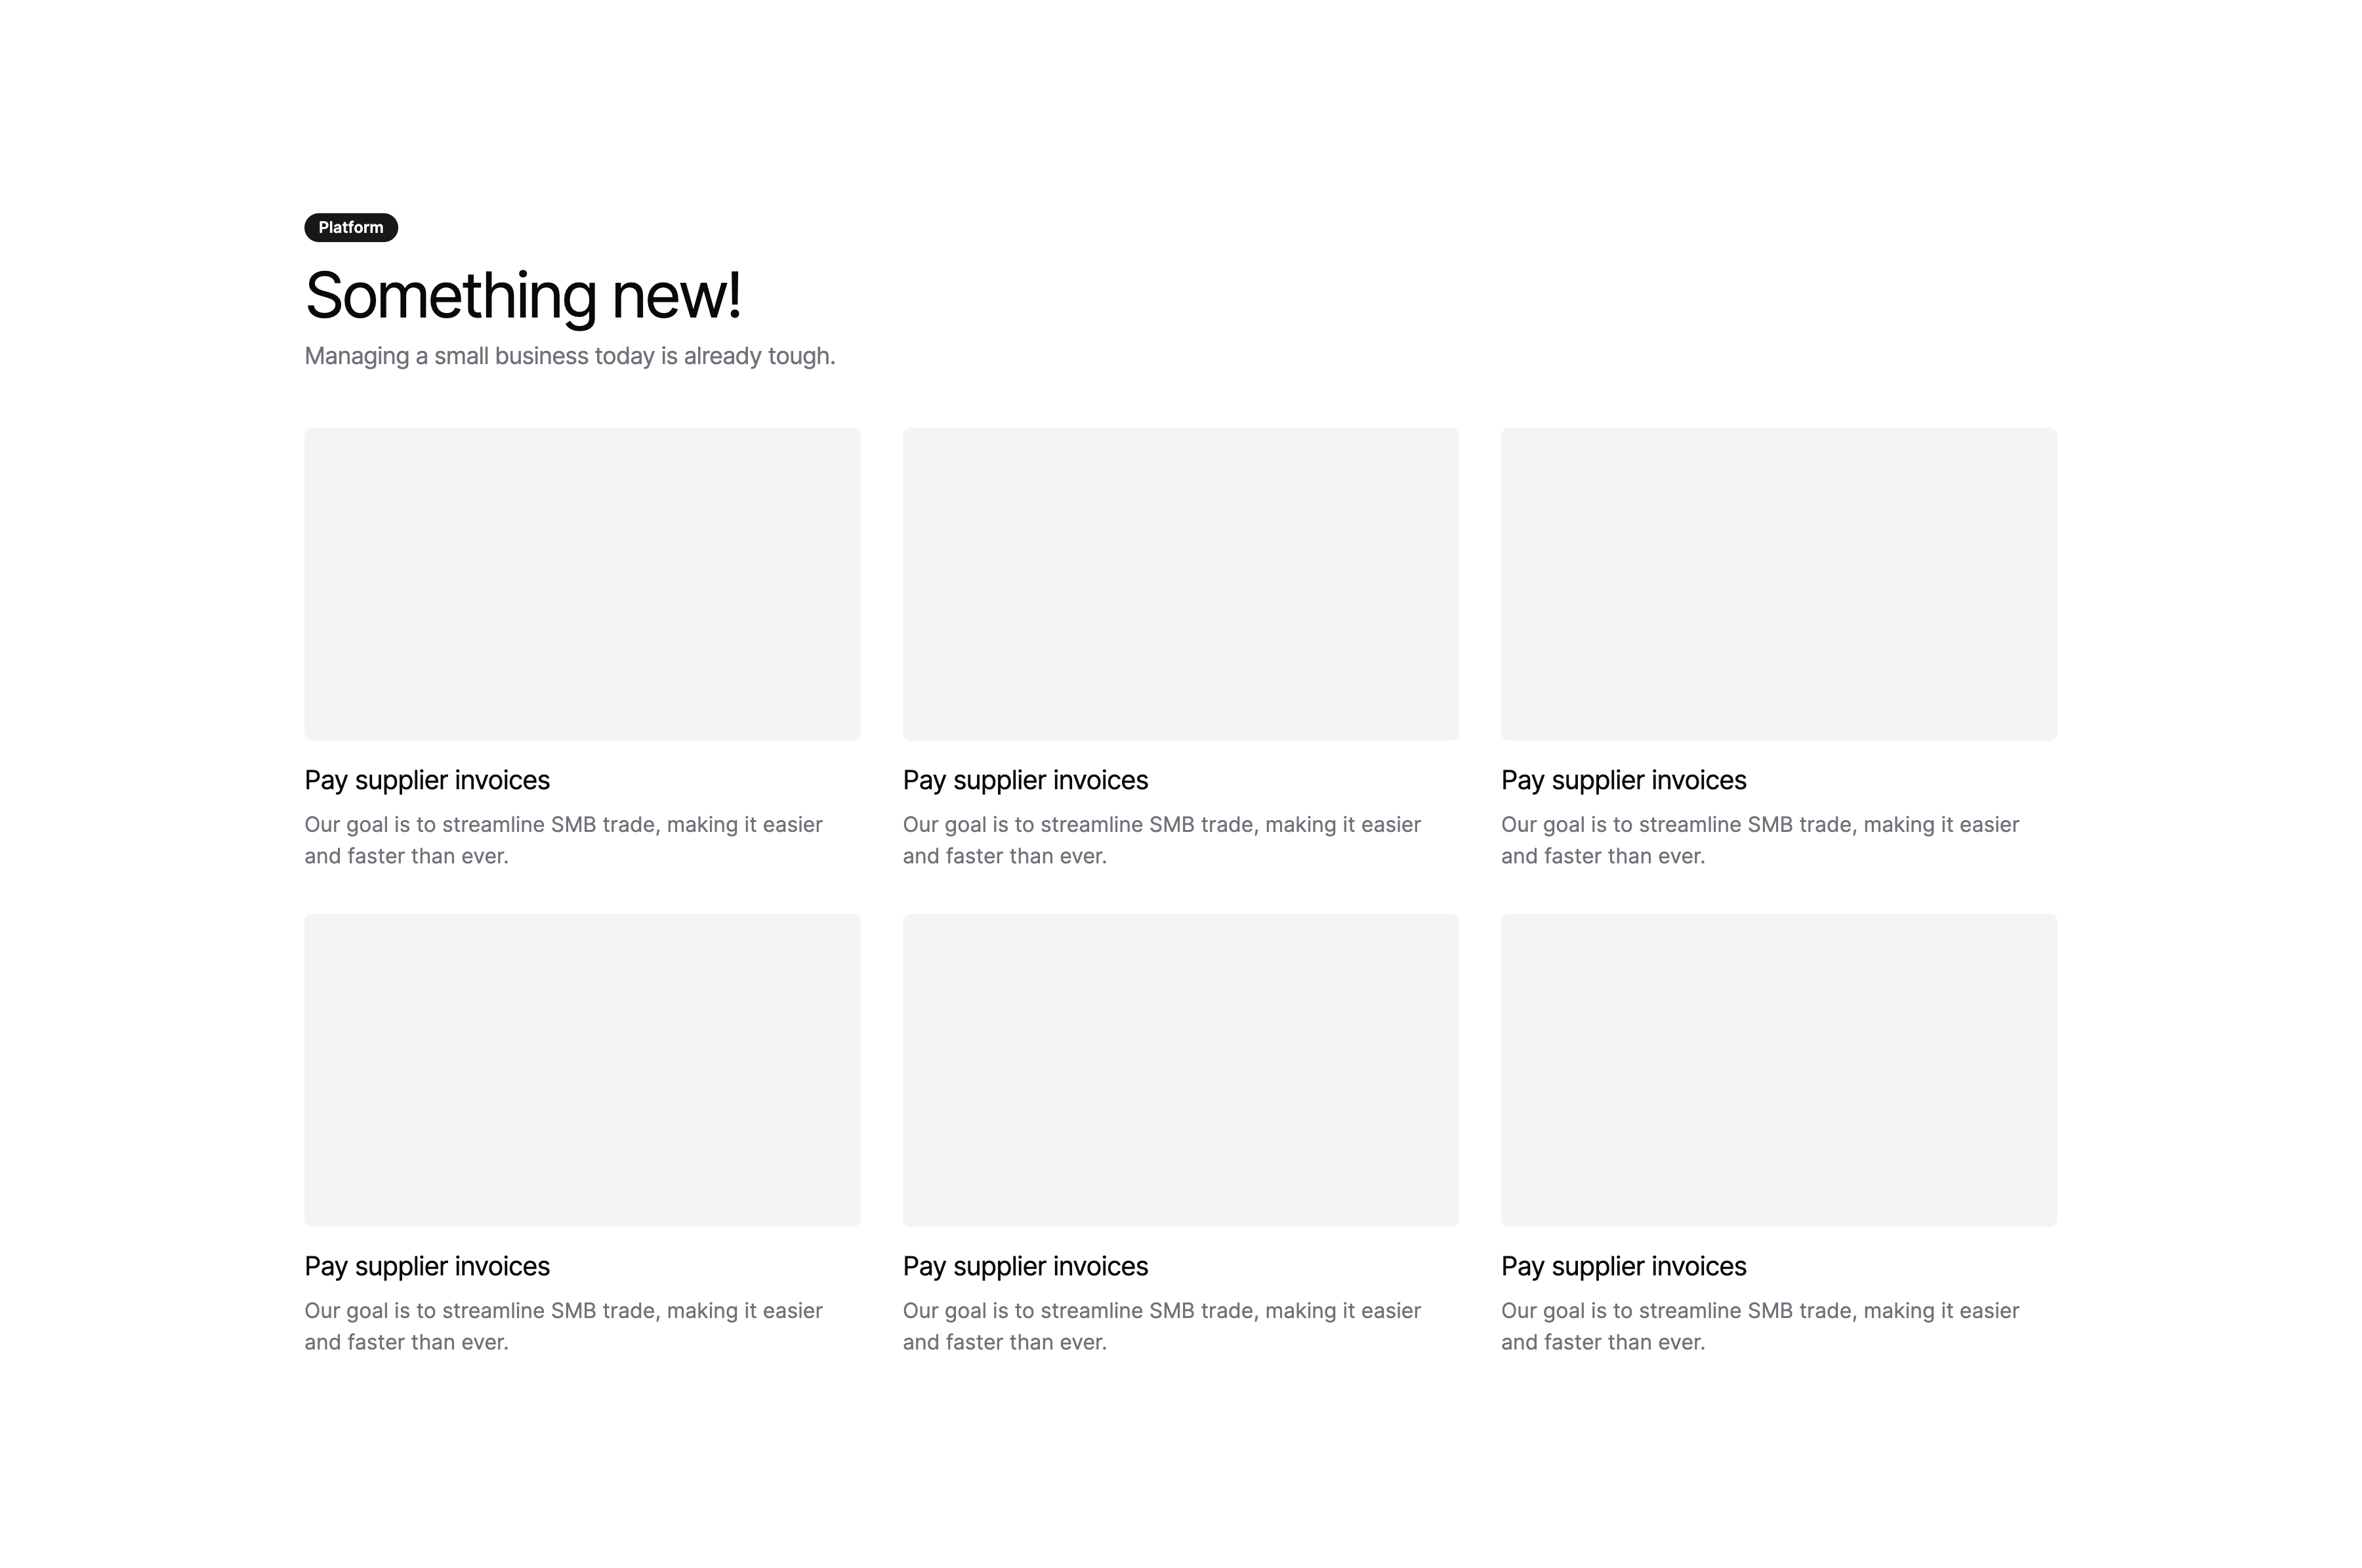 Platform
Something new!
Managing a small business today is already tough.
Pay supplier invoices
Our goal is to streamline SMB trade, making it easier
and faster than ever.
Pay supplier invoices
Our goal is to streamline SMB trade, making it easier
and faster than ever.
Pay supplier invoices
Our goal is to streamline SMB trade, making it easier
and faster than ever.
Pay supplier invoices
Our goal is to streamline SMB trade, making it easier
and faster than ever.
Pay supplier invoices
Our goal is to streamline SMB trade, making it easier
and faster than ever.
Pay supplier invoices
Our goal is to streamline SMB trade, making it easier
and faster than ever.